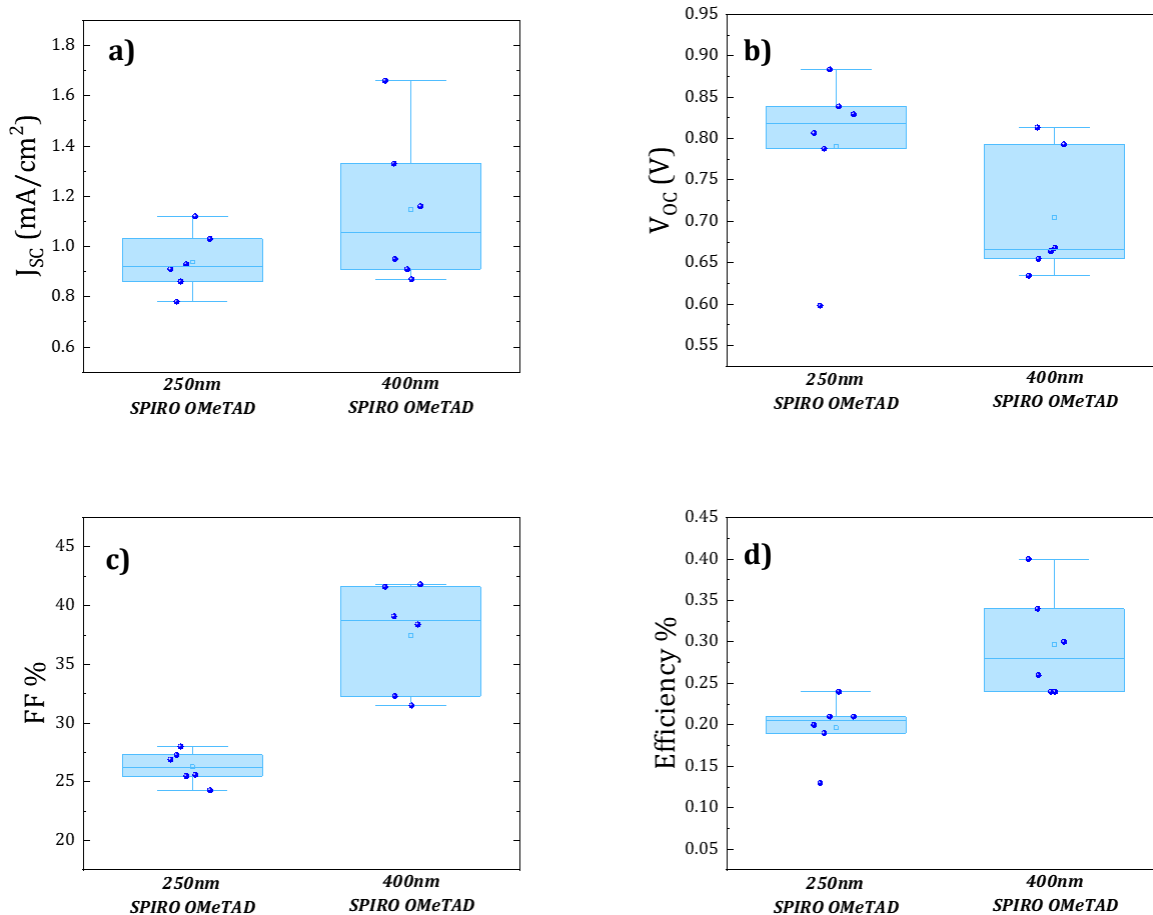 a)
J_SC (mA/cm²)
1.8
1.6
1.4
1.2
1.0
0.8
0.6
250nm
SPIRO OMeTAD
400nm
SPIRO OMeTAD
b)
V_OC (V)
0.95
0.90
0.85
0.80
0.75
0.70
0.65
0.60
0.55
250nm
SPIRO OMeTAD
400nm
SPIRO OMeTAD
c)
FF %
45
40
35
30
25
20
250nm
SPIRO OMeTAD
400nm
SPIRO OMeTAD
d)
Efficiency %
0.45
0.40
0.35
0.30
0.25
0.20
0.15
0.10
0.05
250nm
SPIRO OMeTAD
400nm
SPIRO OMeTAD